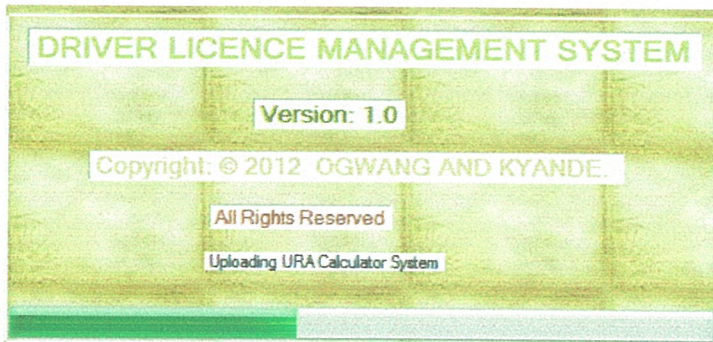 DRIVER LICENCE MANAGEMENT SYSTEM
Version: 1.0
Copyright: © 2012 OGWANG AND KYANDE.
All Rights Reserved
Uploading URA Calculator System